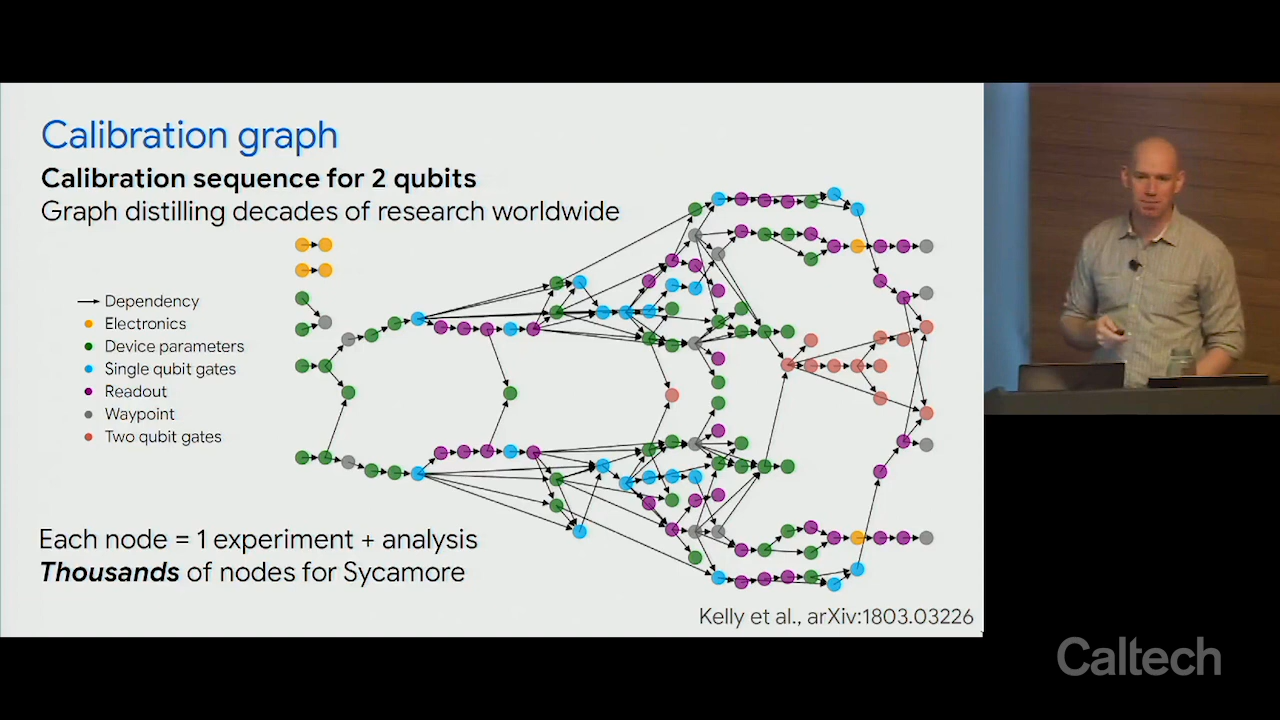 Calibration graph
Calibration sequence for 2 qubits
Graph distilling decades of research worldwide
Dependency
Electronics
Device parameters
Single qubit gates
Readout
Waypoint
Two qubit gates
Each node = 1 experiment + analysis
Thousands of nodes for Sycamore
Kelly et al., arXiv:1803.03226
Caltech